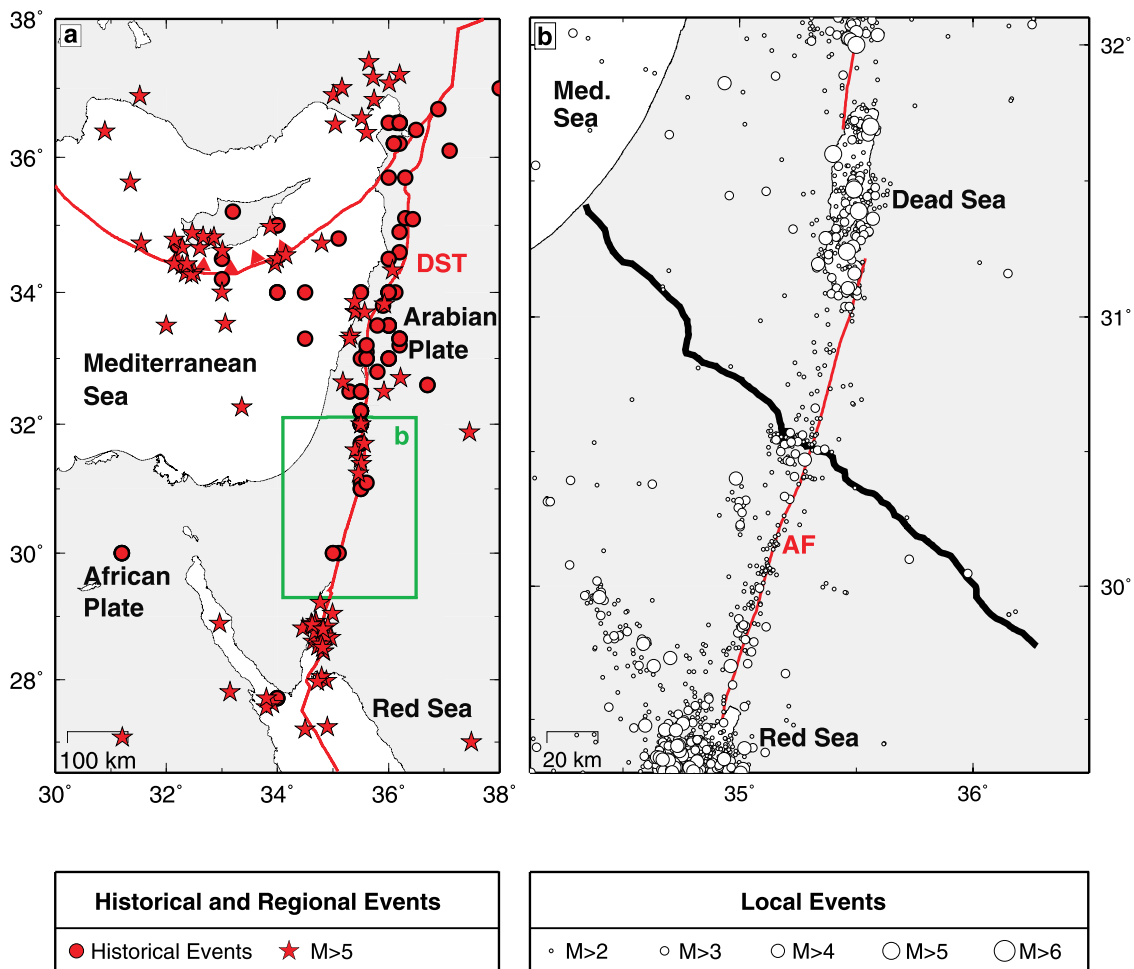 a
38˚
36˚
34˚
32˚
30˚
28˚
30
32
34
36
38˚
DST
Arabian
Plate
Mediterranean
Sea
b
African
Plate
Red Sea
100 km
b
Med.
Sea
Dead Sea
AF
Red Sea
20 km
32˚
31˚
30˚
35˚
36˚
Historical and Regional Events
Historical Events
M>5
Local Events
M>2
M>3
M>4
M>5
M>6